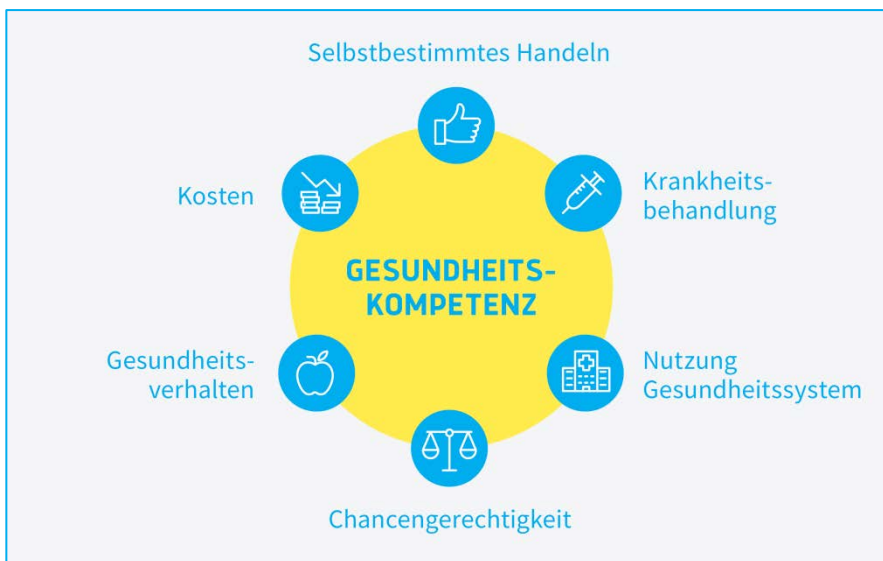 Selbstbestimmtes Handeln
Kosten
Krankheits-
behandlung
GESUNDHEITS-
KOMPETENZ
Gesundheits-
verhalten
Nutzung
Gesundheitssystem
Chancengerechtigkeit